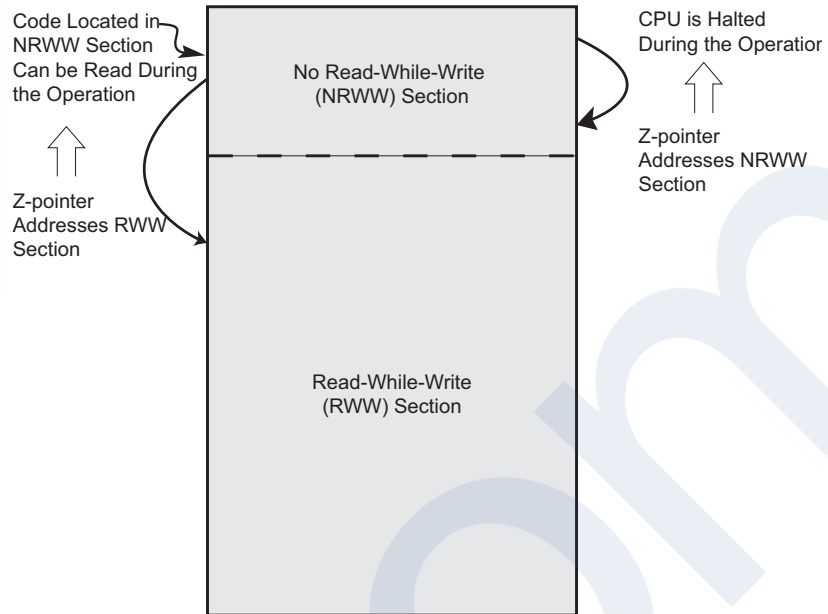 Code Located in
NRWW Section
Can be Read During
the Operation
Z-pointer
Addresses RWW
Section
No Read-While-Write
(NRWW) Section
Read-While-Write
(RWW) Section
CPU is Halted
During the Operation
Z-pointer
Addresses NRWW
Section